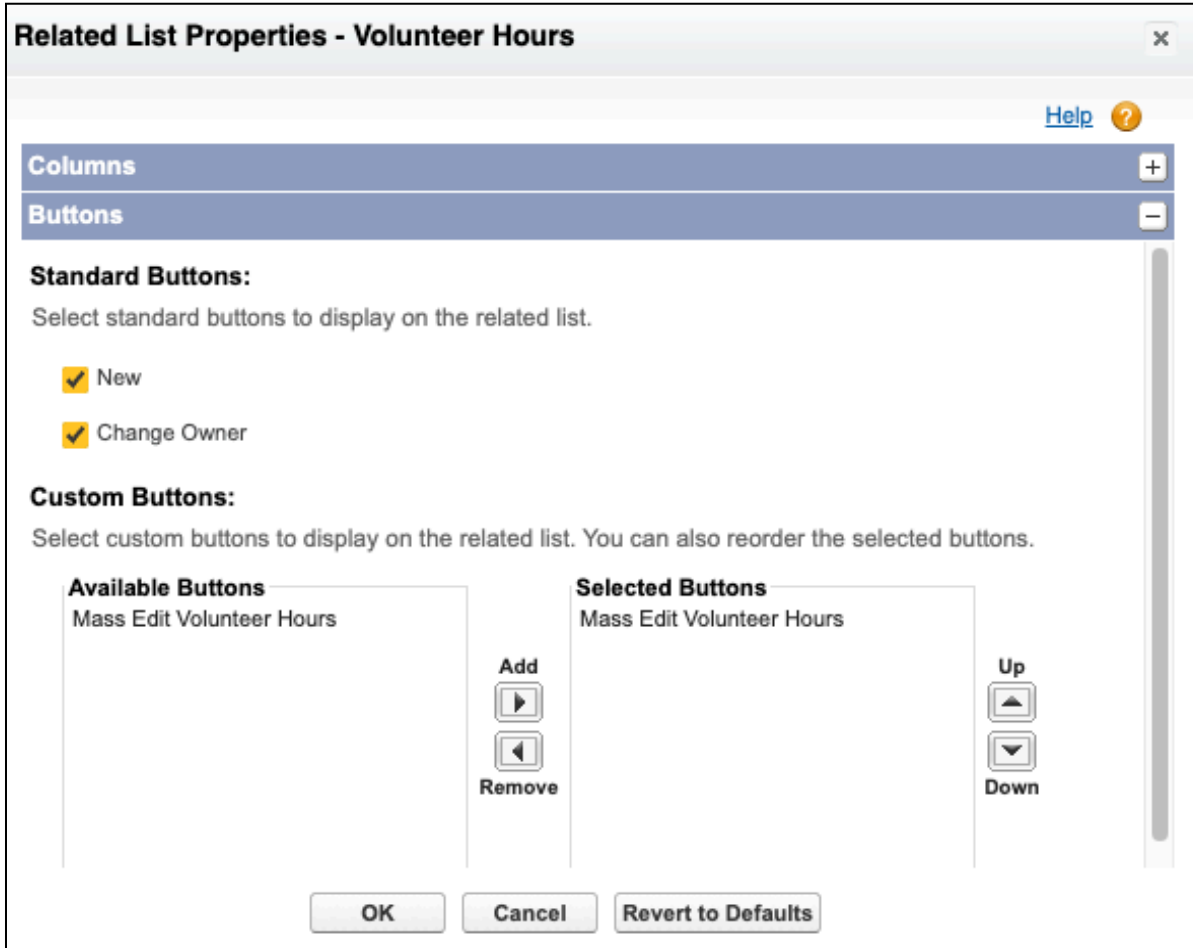 Related List Properties - Volunteer Hours
Help ?
Columns
Buttons
Standard Buttons:
Select standard buttons to display on the related list.
New
Change Owner
Custom Buttons:
Select custom buttons to display on the related list. You can also reorder the selected buttons.
Available Buttons
Mass Edit Volunteer Hours
Add
Remove
Selected Buttons
Mass Edit Volunteer Hours
Up
Down
OK
Cancel
Revert to Defaults